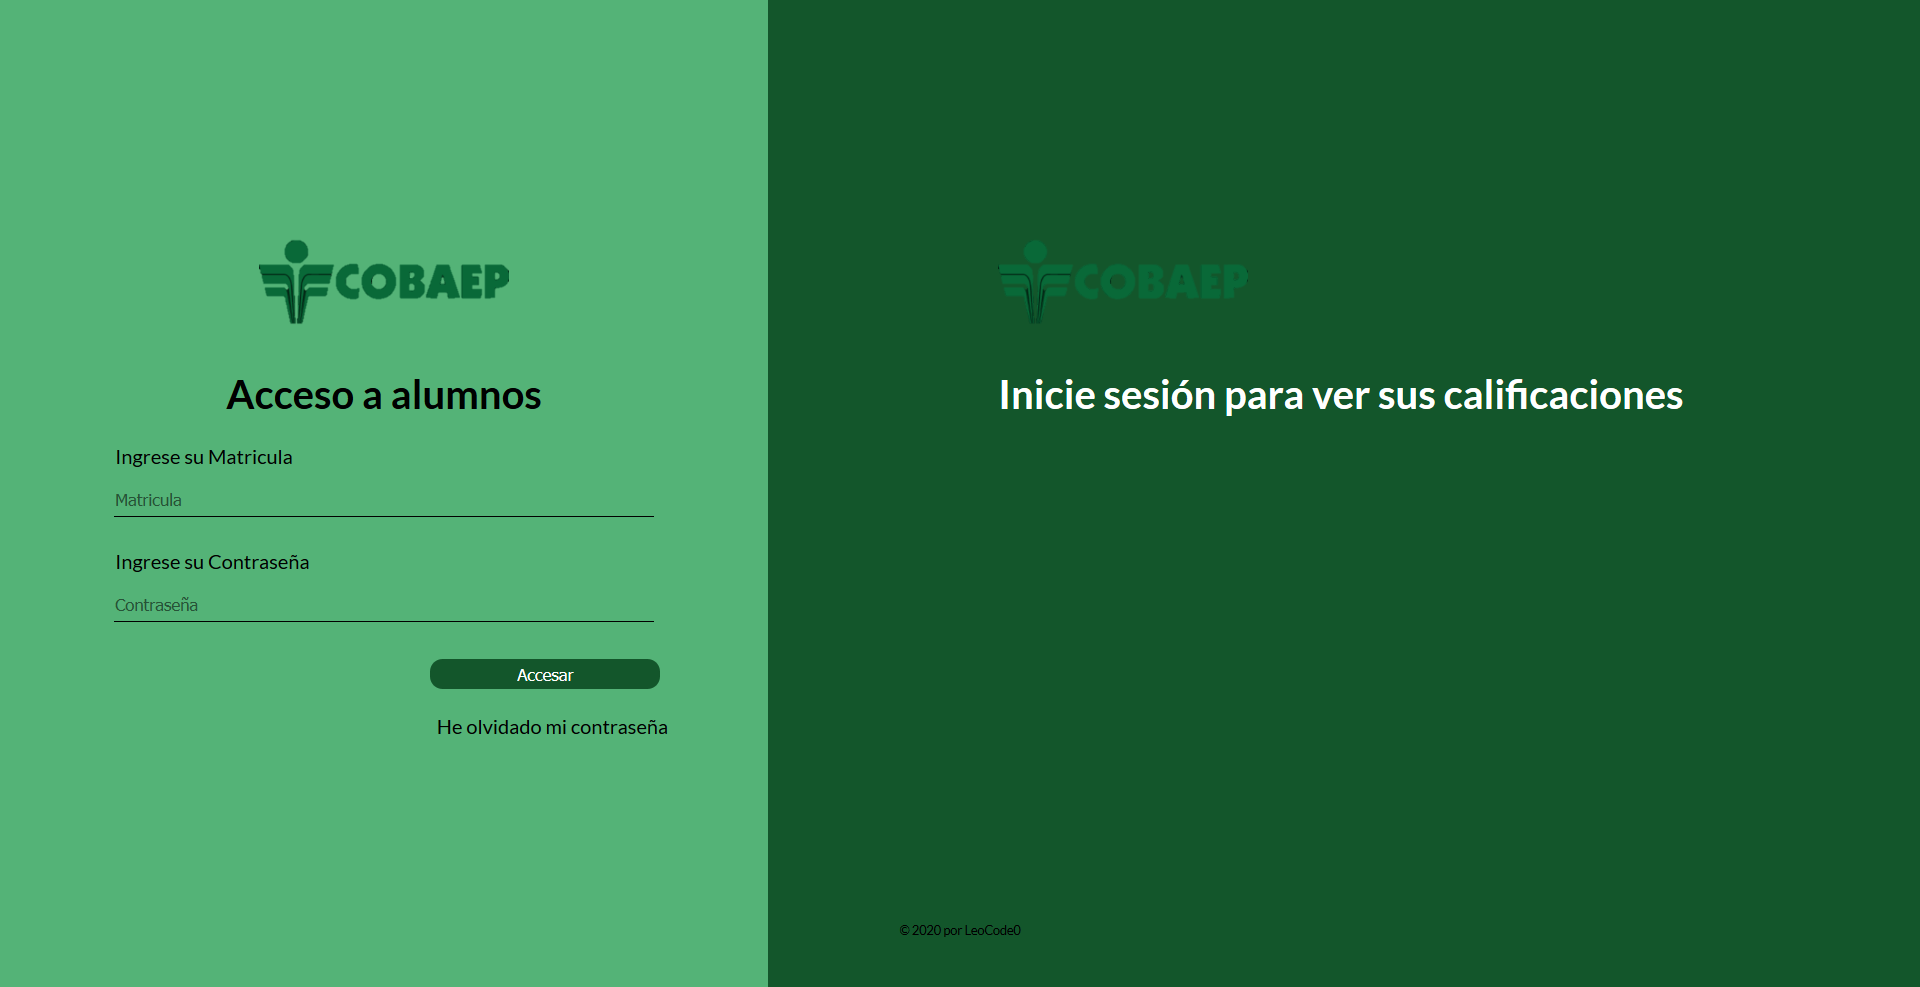 COBAEP
Acceso a alumnos
Ingrese su Matricula
Matricula
Ingrese su Contraseña
Contraseña
Accesar
He olvidado mi contraseña
COBAEP
Inicie sesión para ver sus calificaciones
© 2020 por LeoCode0